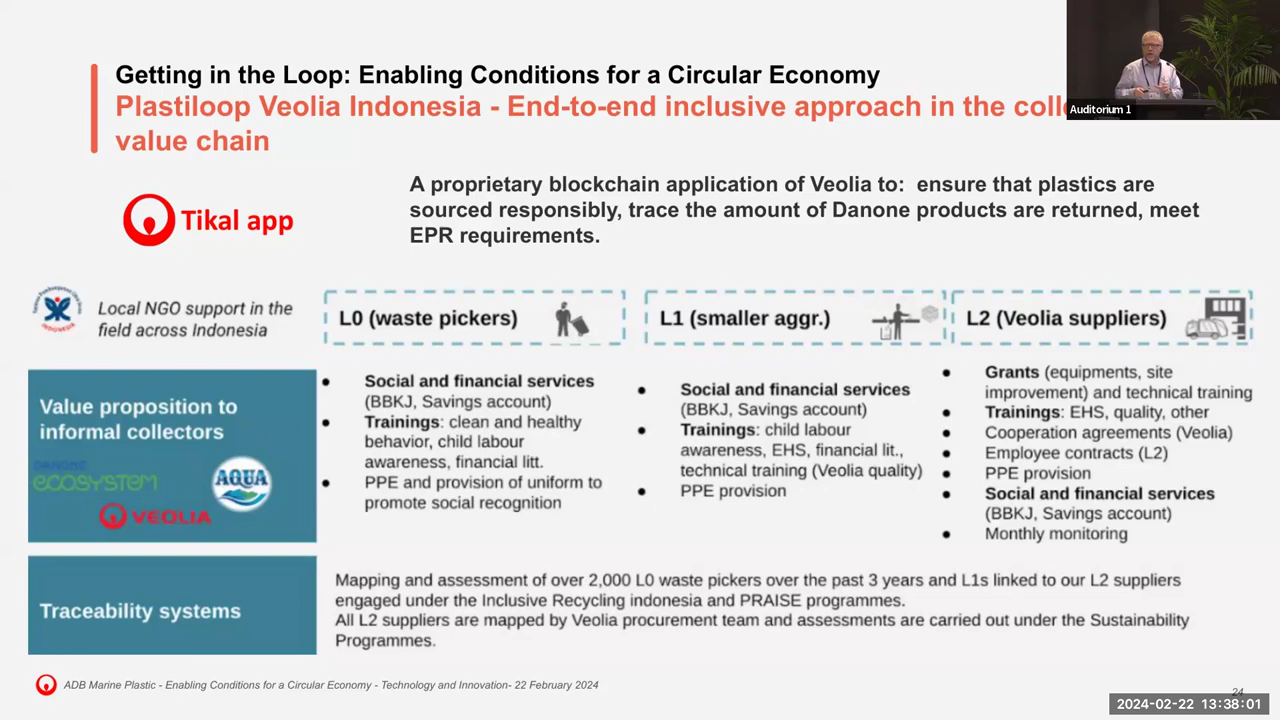 Getting in the Loop: Enabling Conditions for a Circular Economy
Plastiloop Veolia Indonesia - End-to-end inclusive approach in the
value chain
Auditorium 1
Tikal app
A proprietary blockchain application of Veolia to: ensure that plastics are
sourced responsibly, trace the amount of Danone products are returned, meet
EPR requirements.
INDONESIA
Local NGO support in the
field across Indonesia
L0 (waste pickers)
L1 (smaller aggr.)
L2 (Veolia suppliers)
Value proposition to
informal collectors
DANONE
ECOSYSTEM
AQUA
VEOLIA
• Social and financial services
(BBKJ, Savings account)
• Trainings: clean and healthy
behavior, child labour
awareness, financial litt.
• PPE and provision of uniform to
promote social recognition
• Social and financial services
(BBKJ, Savings account)
• Trainings: child labour
awareness, EHS, financial lit.,
technical training (Veolia quality)
• PPE provision
• Grants (equipments, site
improvement) and technical training
• Trainings: EHS, quality, other
• Cooperation agreements (Veolia)
• Employee contracts (L2)
• PPE provision
• Social and financial services
(BBKJ, Savings account)
• Monthly monitoring
Traceability systems
Mapping and assessment of over 2,000 L0 waste pickers over the past 3 years and L1s linked to our L2 suppliers
engaged under the Inclusive Recycling indonesia and PRAISE programmes.
All L2 suppliers are mapped by Veolia procurement team and assessments are carried out under the Sustainability
Programmes.
ADB Marine Plastic - Enabling Conditions for a Circular Economy - Technology and Innovation- 22 February 2024
24
2024-02-22 13:38:01